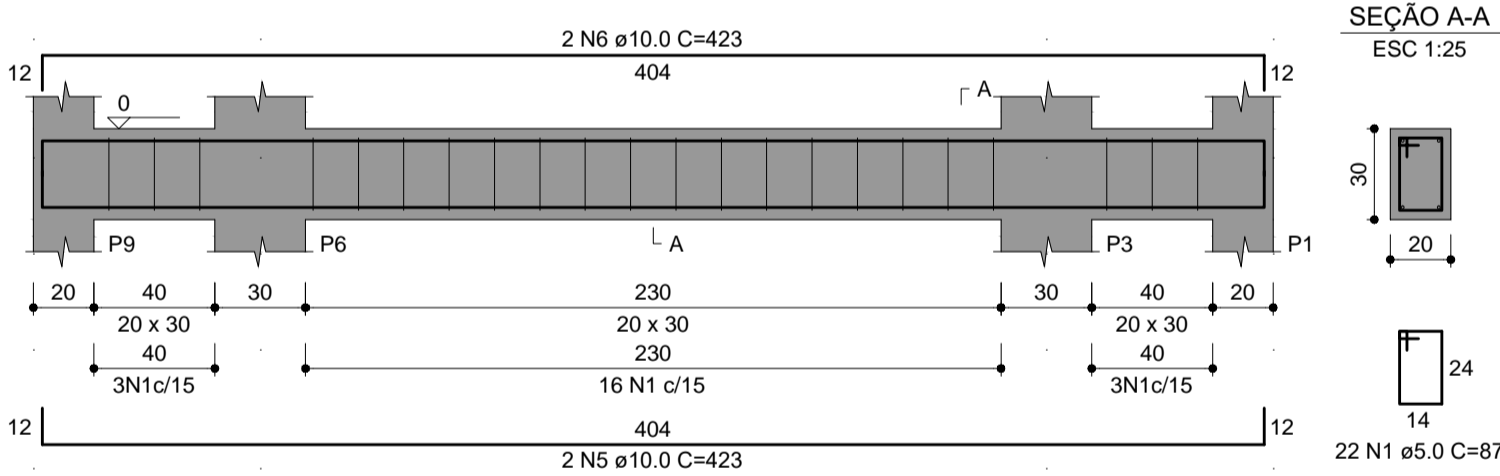 2 N6 ø10.0 C=423
12 404 12
SEÇÃO A-A
ESC 1:25
0
A
30
20
P9 P6 A P3 P1
20 40 30 230 30 40 20
20 x 30 20 x 30 20 x 30
40 230 40
3N1c/15 16 N1 c/15 3N1c/15
24
14
22 N1 ø5.0 C=87
12 404 12
2 N5 ø10.0 C=423